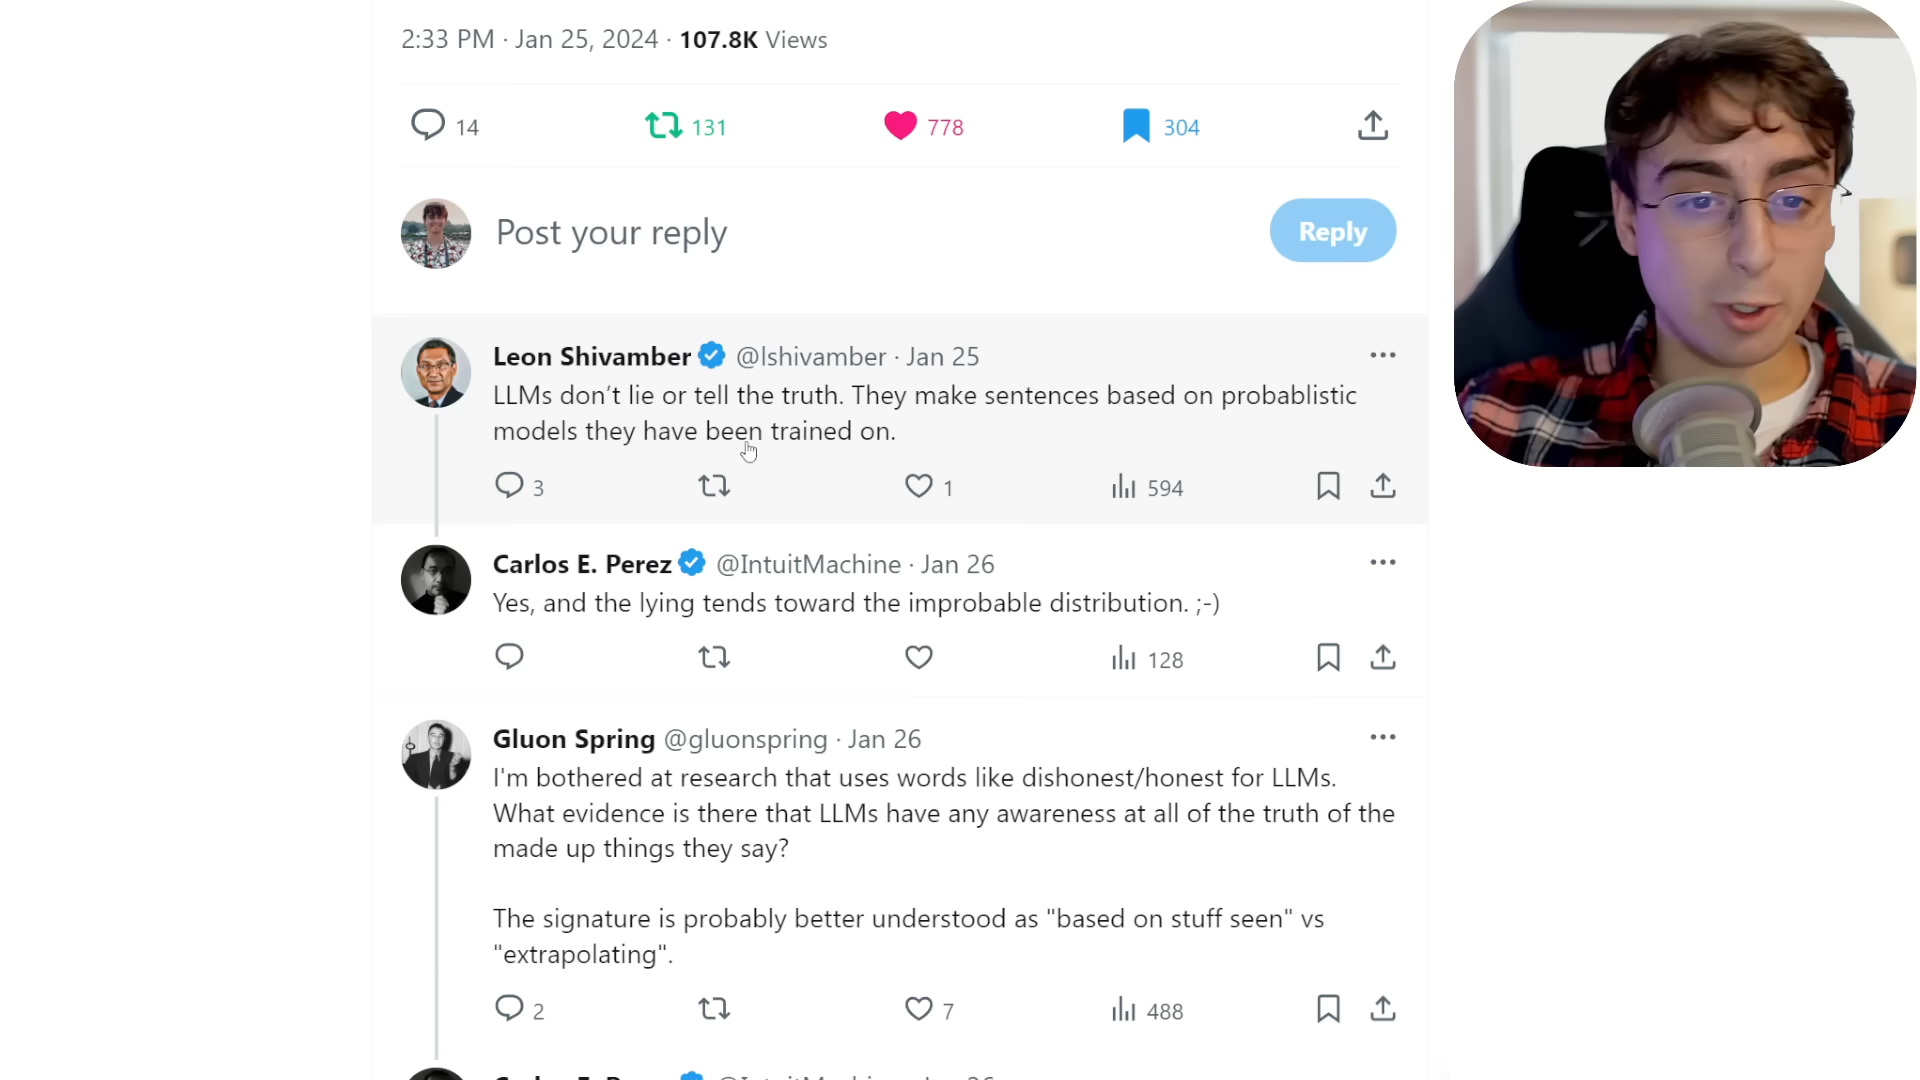 2:33 PM · Jan 25, 2024 · 107.8K Views
14 131 778 304
Post your reply
Reply
Leon Shivamber @lshivamber · Jan 25
LLMs don’t lie or tell the truth. They make sentences based on probablistic
models they have been trained on.
3 1 594
Carlos E. Perez @IntuitMachine · Jan 26
Yes, and the lying tends toward the improbable distribution. ;-)
128
Gluon Spring @gluonspring · Jan 26
I'm bothered at research that uses words like dishonest/honest for LLMs.
What evidence is there that LLMs have any awareness at all of the truth of the
made up things they say?
The signature is probably better understood as "based on stuff seen" vs
"extrapolating".
2 7 488